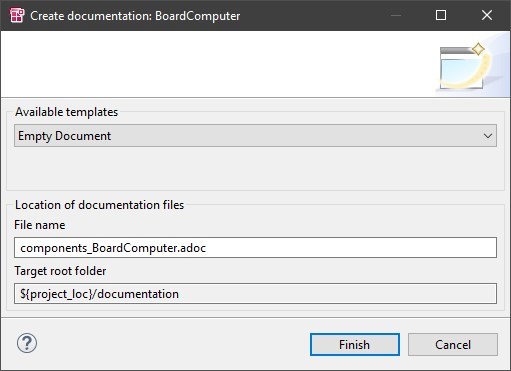 Create documentation: BoardComputer
Available templates
Empty Document
Location of documentation files
File name
components_BoardComputer.adoc
Target root folder
${project_loc}/documentation
?
Finish
Cancel